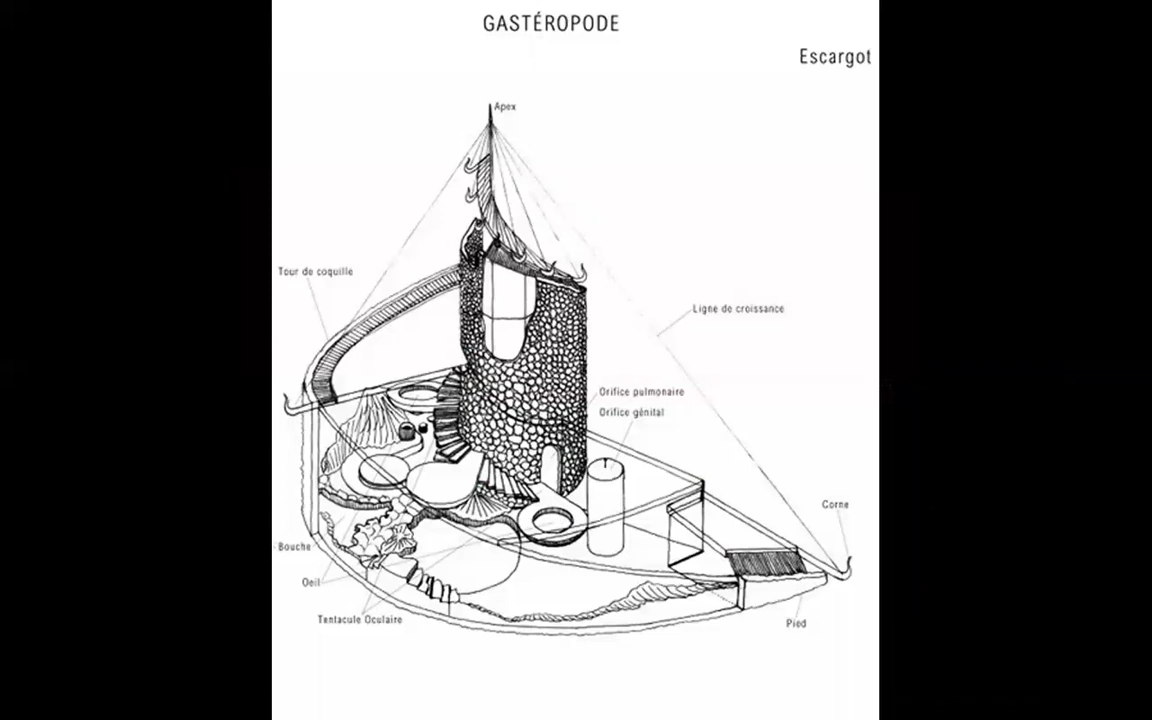 GASTÉROPODE
Escargot
Apex
Tour de coquille
Ligne de croissance
Orifice pulmonaire
Orifice génital
Corne
Bouche
Oeil
Tentacule Oculaire
Pied